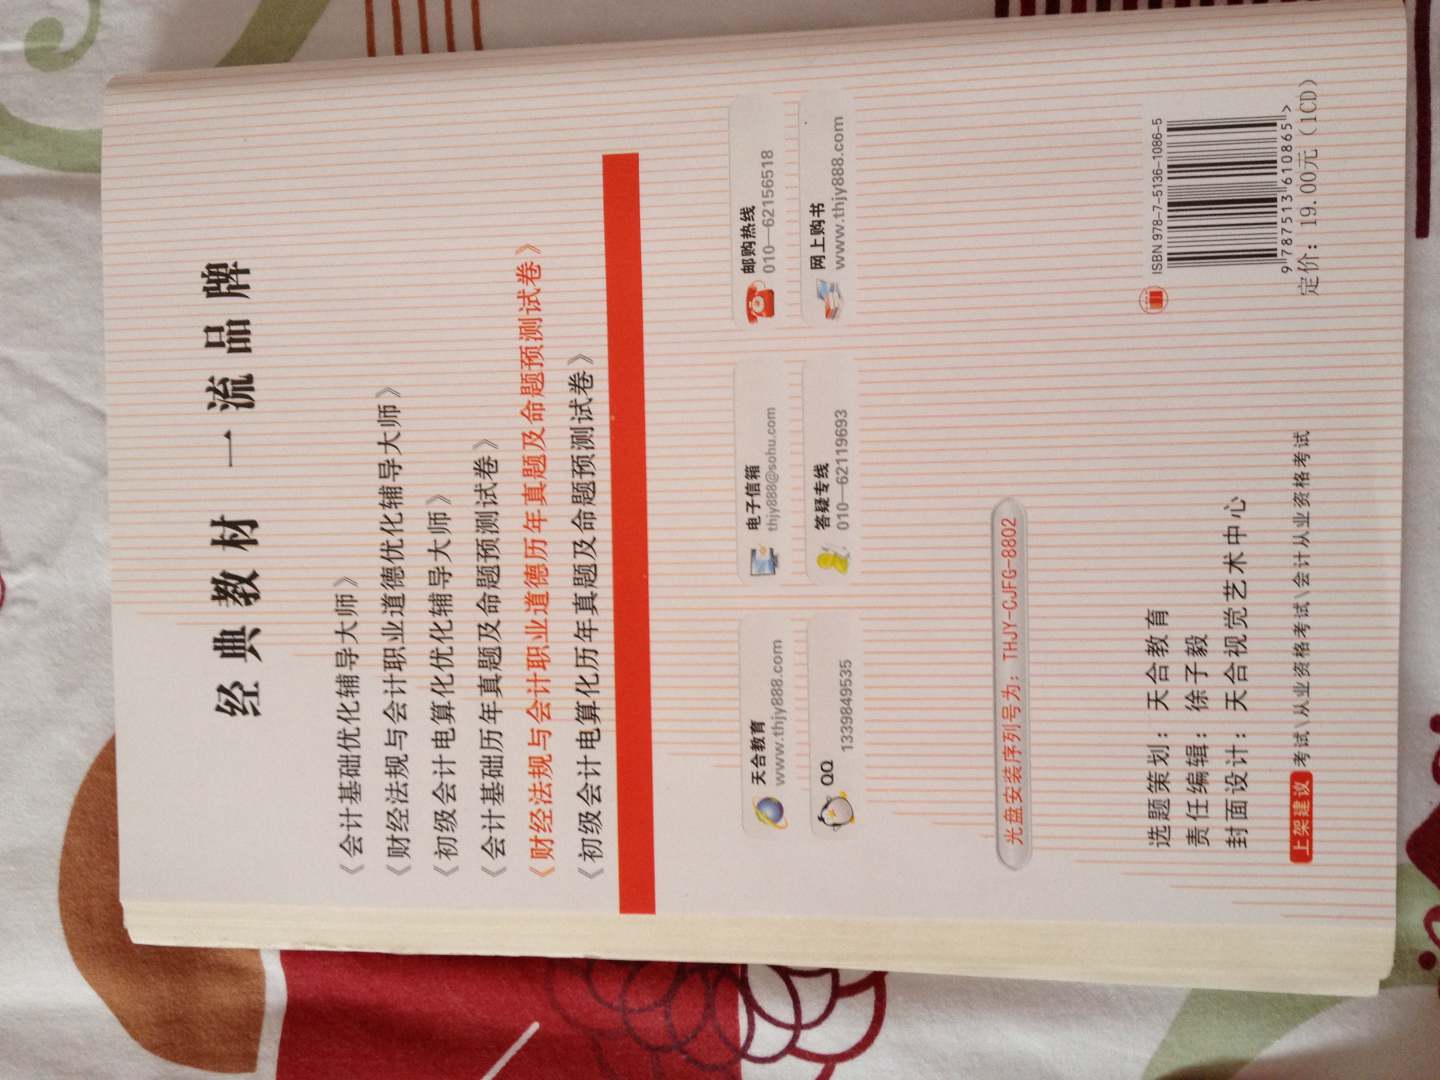 经典教材 一流品牌
《会计基础优化辅导大师》
《财经法规与会计职业道德优化辅导大师》
《初级会计电算化优化辅导大师》
《会计基础历年真题及命题预测试卷》
《财经法规与会计职业道德历年真题及命题预测试卷》
《初级会计电算化历年真题及命题预测试卷》
天合教育
www.thjy888.com
电子信箱
thjy888@sohu.com
邮购热线
010—62156518
QQ
1339849535
答疑专线
010—62119693
网上购书
www.thjy888.com
光盘安装序列号为：THJY-CJFG-8802
选题策划：天合教育
责任编辑：徐子毅
封面设计：天合视觉艺术中心
上架建议 考试\从业资格考试\会计从业资格考试
ISBN 978-7-5136-1086-5
9 787513 610865 >
定价：19.00元（1CD）